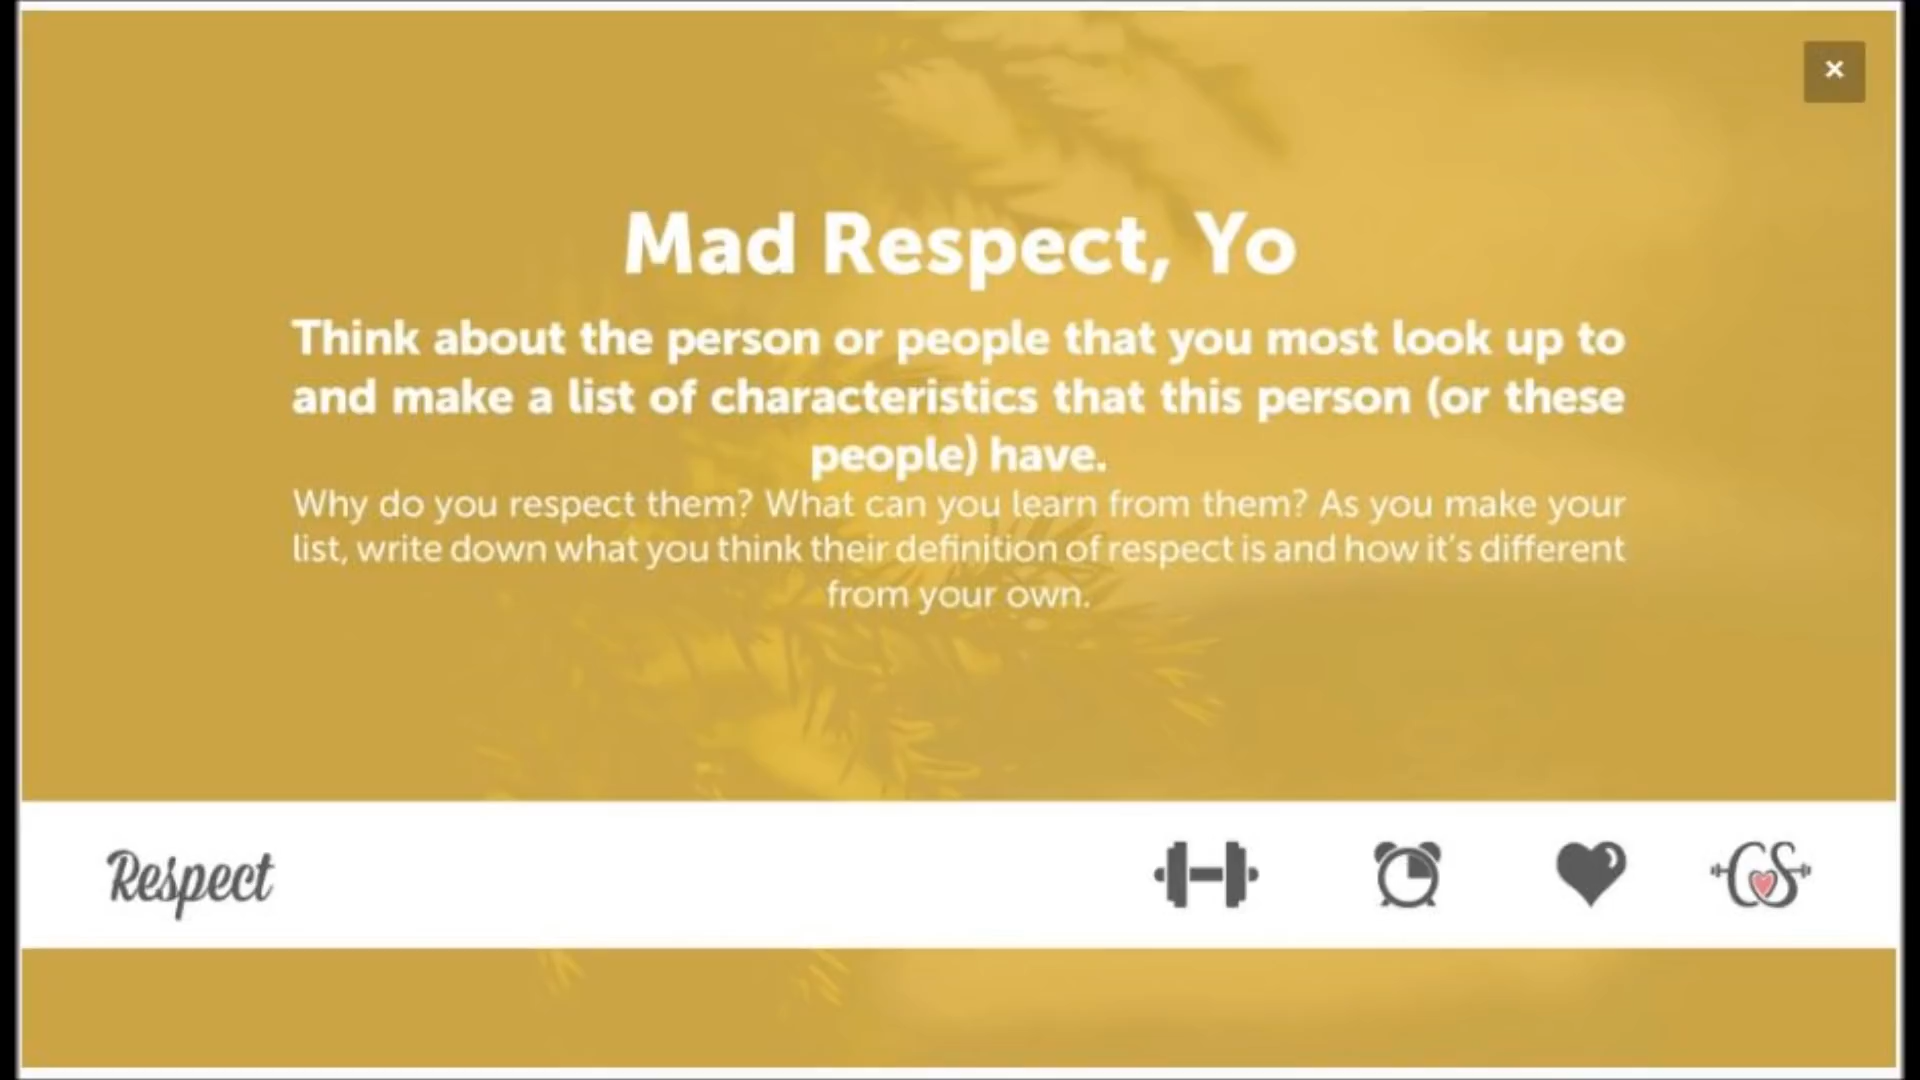 ×
Mad Respect, Yo
Think about the person or people that you most look up to
and make a list of characteristics that this person (or these
people) have.
Why do you respect them? What can you learn from them? As you make your
list, write down what you think their definition of respect is and how it's different
from your own.
Respect
CS